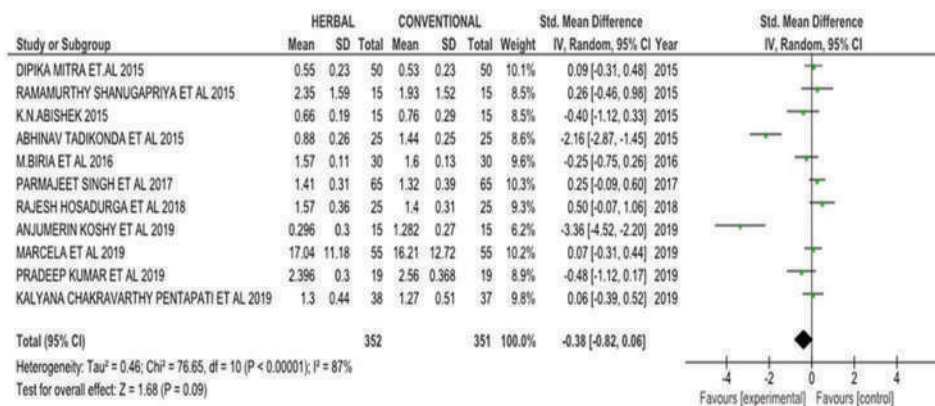 HERBAL CONVENTIONAL Std. Mean Difference Std. Mean Difference
Study or Subgroup Mean SD Total Mean SD Total Weight IV, Random, 95% CI Year IV, Random, 95% CI
DIPIKA MITRA ET.AL 2015 0.55 0.23 50 0.53 0.23 50 10.1% 0.09 [-0.31, 0.48] 2015
RAMAMURTHY SHANUGAPRIYA ET AL 2015 2.35 1.59 15 1.93 1.52 15 8.5% 0.26 [-0.46, 0.98] 2015
K.N.ABISHEK 2015 0.66 0.19 15 0.76 0.29 15 8.5% -0.40 [-1.12, 0.33] 2015
ABHINAV TADIKONDA ET AL 2015 0.88 0.26 25 1.44 0.25 25 8.6% -2.16 [-2.87, -1.45] 2015
M.BIRIA ET AL 2016 1.57 0.11 30 1.6 0.13 30 9.6% -0.25 [-0.75, 0.26] 2016
PARMAJEET SINGH ET AL 2017 1.41 0.31 65 1.32 0.39 65 10.3% 0.25 [-0.09, 0.60] 2017
RAJESH HOSADURGA ET AL 2018 1.57 0.36 25 1.4 0.31 25 9.3% 0.50 [-0.07, 1.06] 2018
ANJUMERIN KOSHY ET AL 2019 0.296 0.3 15 1.282 0.27 15 6.2% -3.36 [-4.52, -2.20] 2019
MARCELA ET AL 2019 17.04 11.18 55 16.21 12.72 55 10.2% 0.07 [-0.31, 0.44] 2019
PRADEEP KUMAR ET AL 2019 2.396 0.3 19 2.56 0.368 19 8.9% -0.48 [-1.12, 0.17] 2019
KALYANA CHAKRAVARTHY PENTAPATI ET AL 2019 1.3 0.44 38 1.27 0.51 37 9.8% 0.06 [-0.39, 0.52] 2019
Total (95% CI) 352 351 100.0% -0.38 [-0.82, 0.06]
Heterogeneity: Tau² = 0.46; Chi² = 76.65, df = 10 (P < 0.00001); I² = 87%
Test for overall effect: Z = 1.68 (P = 0.09)
-4 -2 0 2 4
Favours [experimental] Favours [control]